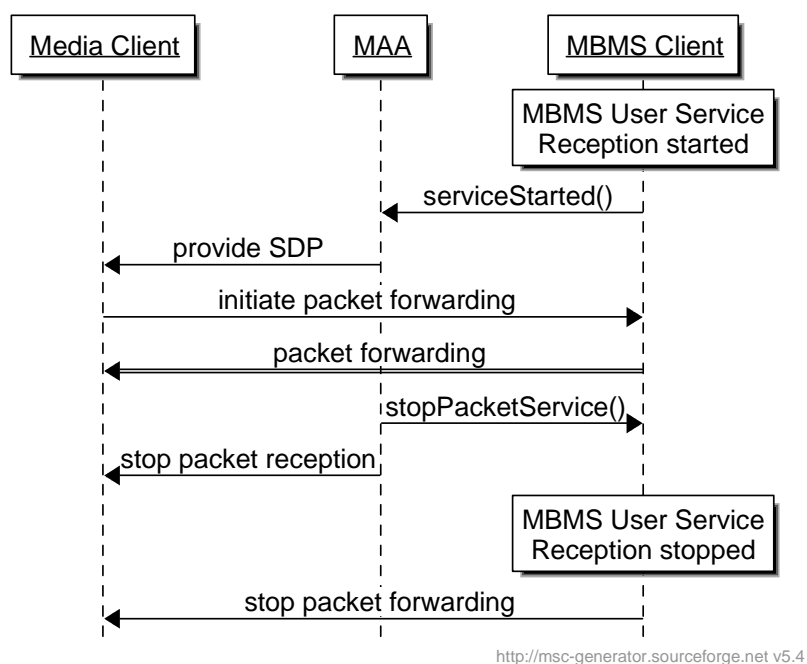 Media Client
MAA
MBMS Client
MBMS User Service
Reception started
serviceStarted()
provide SDP
initiate packet forwarding
packet forwarding
stopPacketService()
stop packet reception
MBMS User Service
Reception stopped
stop packet forwarding
http://msc-generator.sourceforge.net v5.4